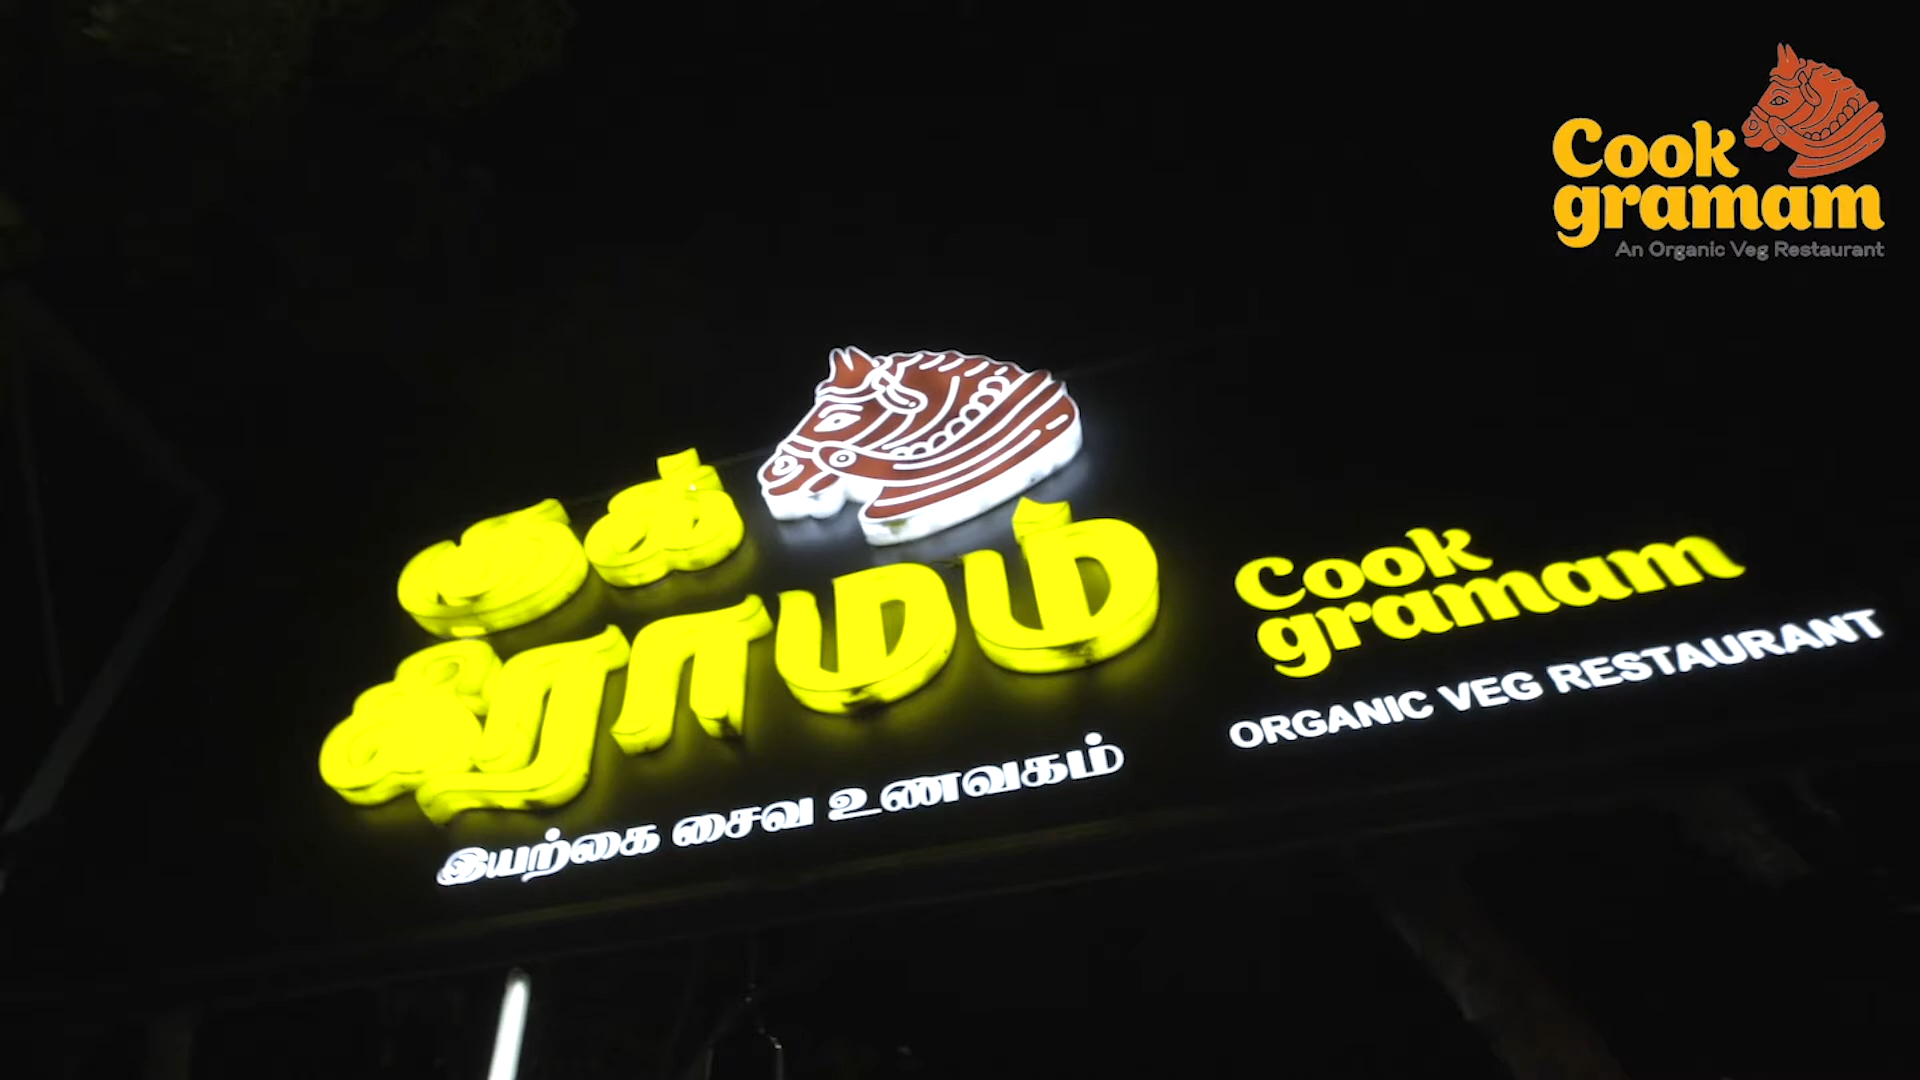 Cook
gramam
An Organic Veg Restaurant
குக்
கிராமம்
இயற்கை சைவ உணவகம்
Cook
gramam
ORGANIC VEG RESTAURANT